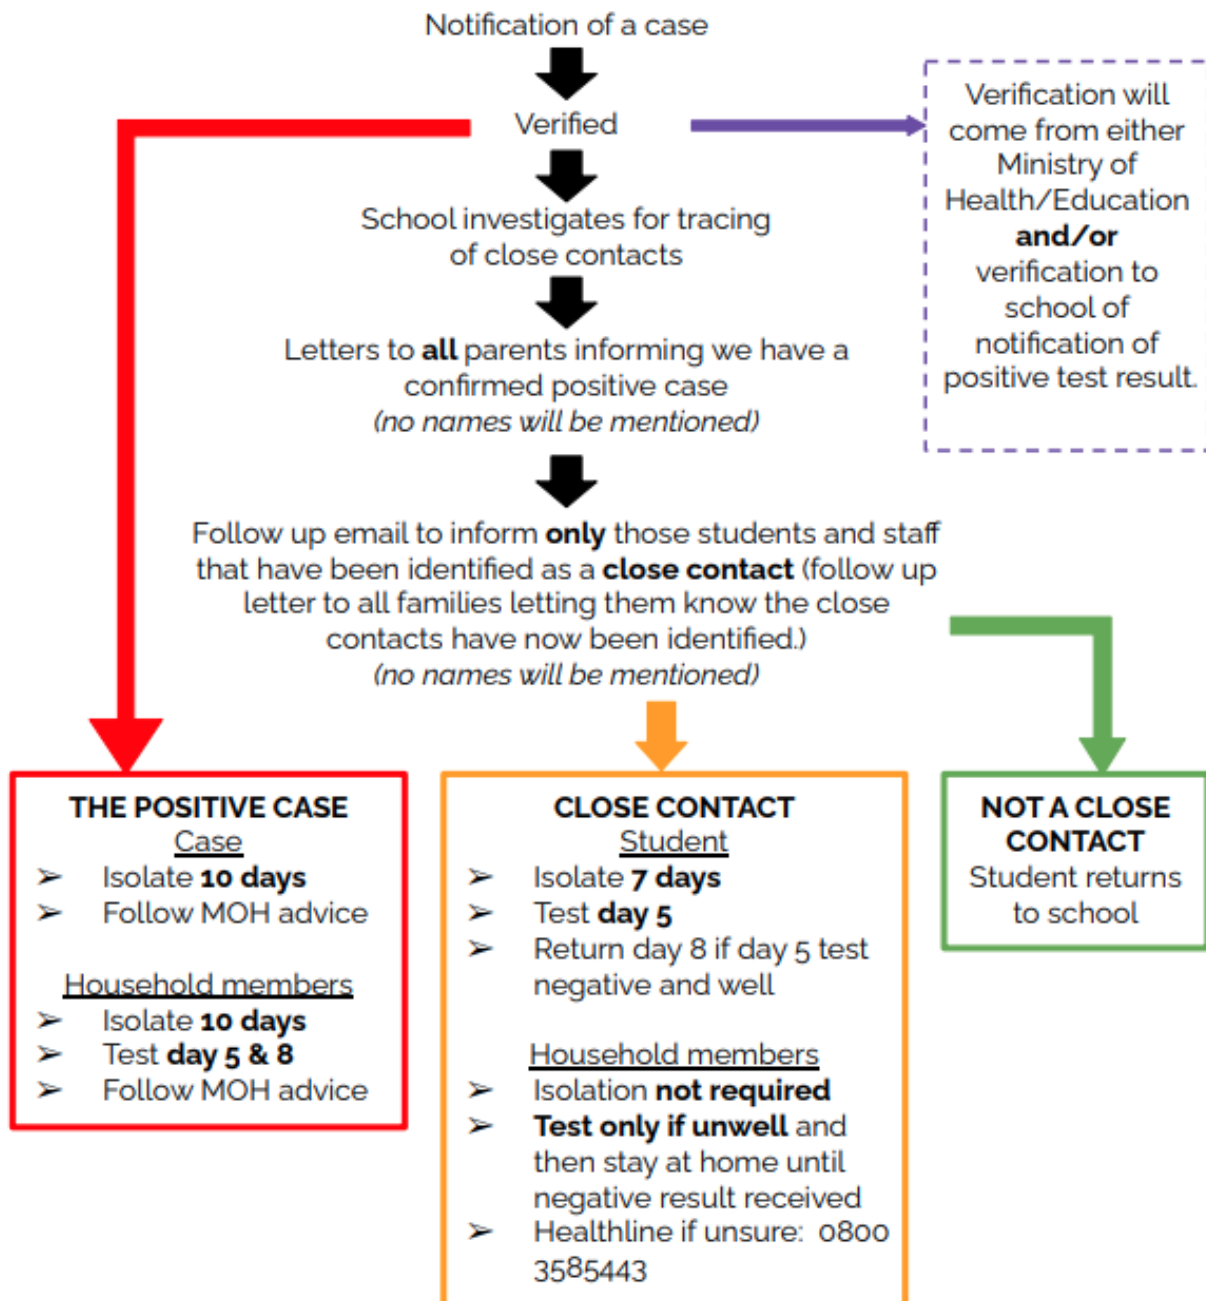 Notification of a case
Verified
Verification will
come from either
Ministry of
Health/Education
and/or
verification to
school of
notification of
positive test result.
School investigates for tracing
of close contacts
Letters to all parents informing we have a
confirmed positive case
(no names will be mentioned)
Follow up email to inform only those students and staff
that have been identified as a close contact (follow up
letter to all families letting them know the close
contacts have now been identified.)
(no names will be mentioned)
THE POSITIVE CASE
Case
➢ Isolate 10 days
➢ Follow MOH advice
Household members
➢ Isolate 10 days
➢ Test day 5 & 8
➢ Follow MOH advice
CLOSE CONTACT
Student
➢ Isolate 7 days
➢ Test day 5
➢ Return day 8 if day 5 test
negative and well
Household members
➢ Isolation not required
➢ Test only if unwell and
then stay at home until
negative result received
➢ Healthline if unsure: 0800
3585443
NOT A CLOSE
CONTACT
Student returns
to school